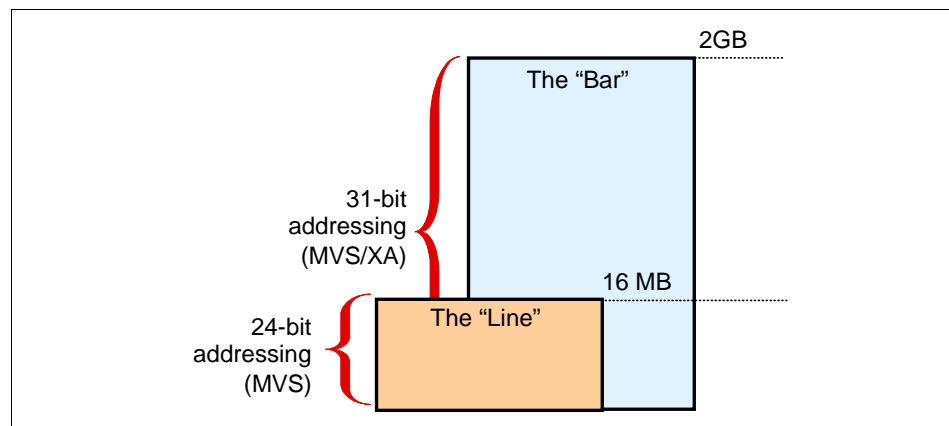 2GB
The “Bar”
31-bit
addressing
(MVS/XA)
16 MB
The “Line”
24-bit
addressing
(MVS)